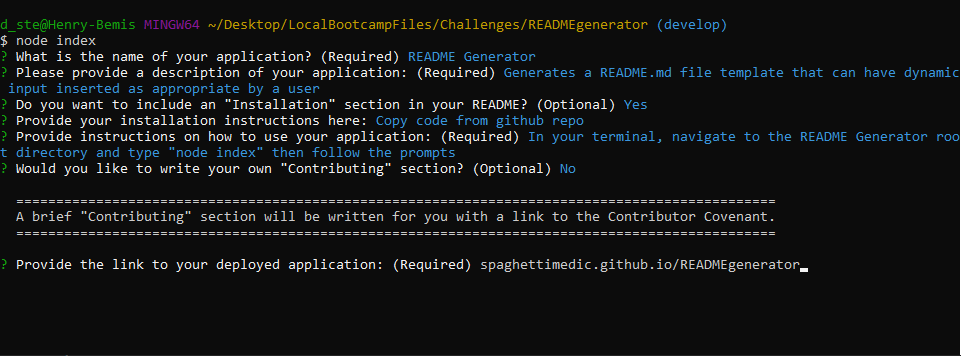 d_ste@Henry-Bemis MINGW64 ~/Desktop/LocalBootcampFiles/Challenges/READMEgenerator (develop)
$ node index
? What is the name of your application? (Required) README Generator
? Please provide a description of your application: (Required) Generates a README.md file template that can have dynamic
input inserted as appropriate by a user
? Do you want to include an "Installation" section in your README? (Optional) Yes
? Provide your installation instructions here: Copy code from github repo
? Provide instructions on how to use your application: (Required) In your terminal, navigate to the README Generator roo
t directory and type "node index" then follow the prompts
? Would you like to write your own "Contributing" section? (Optional) No
===============================================================================================
A brief "Contributing" section will be written for you with a link to the Contributor Covenant.
===============================================================================================
? Provide the link to your deployed application: (Required) spaghettimedic.github.io/READMEgenerator